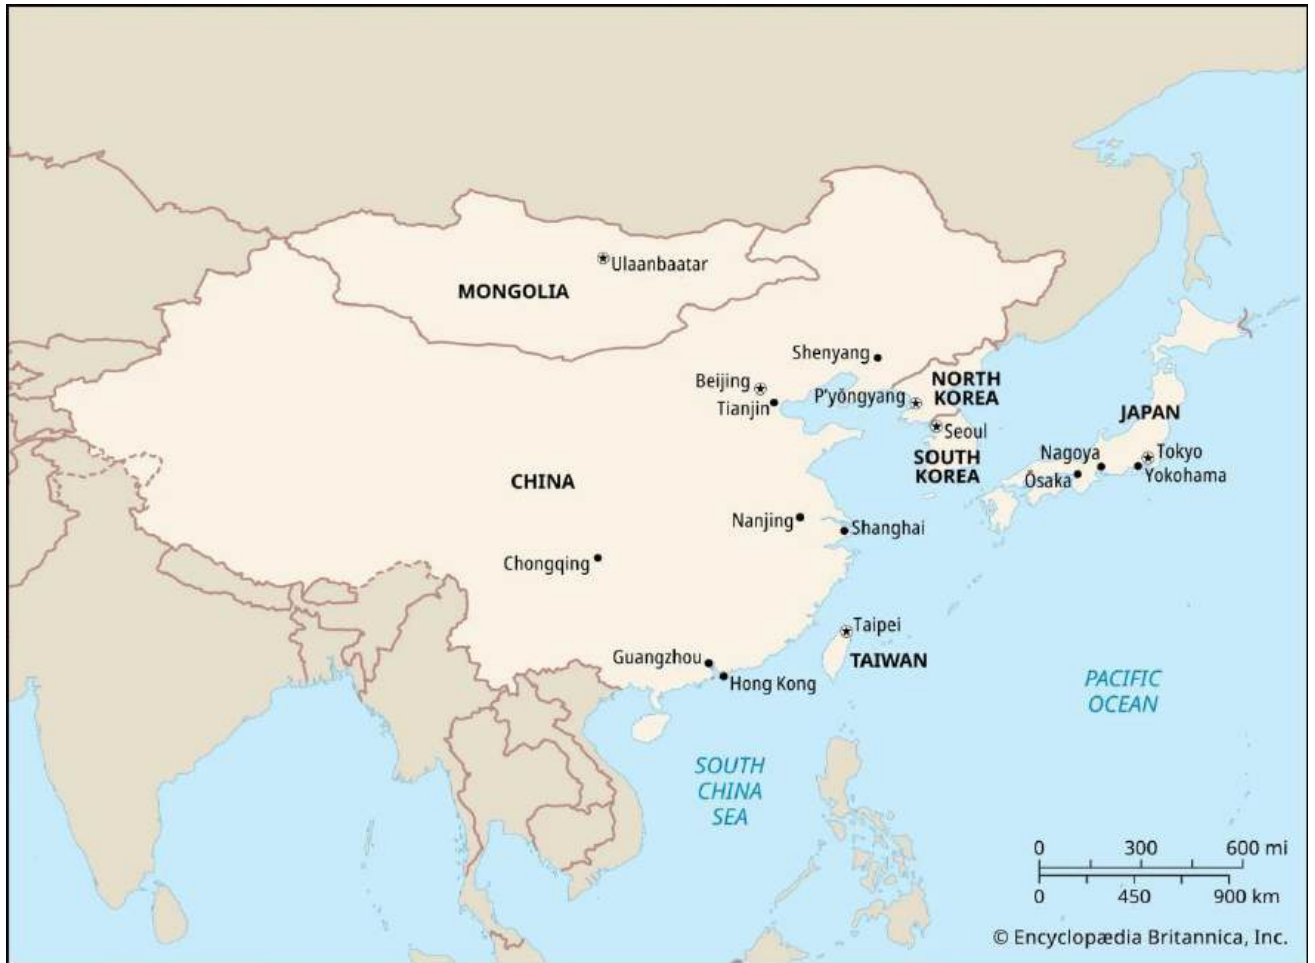 Ulaanbaatar
MONGOLIA
Shenyang
Beijing
Tianjin
P'yŏngyang
NORTH
KOREA
Seoul
SOUTH
KOREA
JAPAN
Nagoya
Tokyo
Ōsaka
Yokohama
CHINA
Nanjing
Shanghai
Chongqing
Taipei
TAIWAN
Guangzhou
Hong Kong
PACIFIC
OCEAN
SOUTH
CHINA
SEA
0 300 600 mi
0 450 900 km
© Encyclopædia Britannica, Inc.